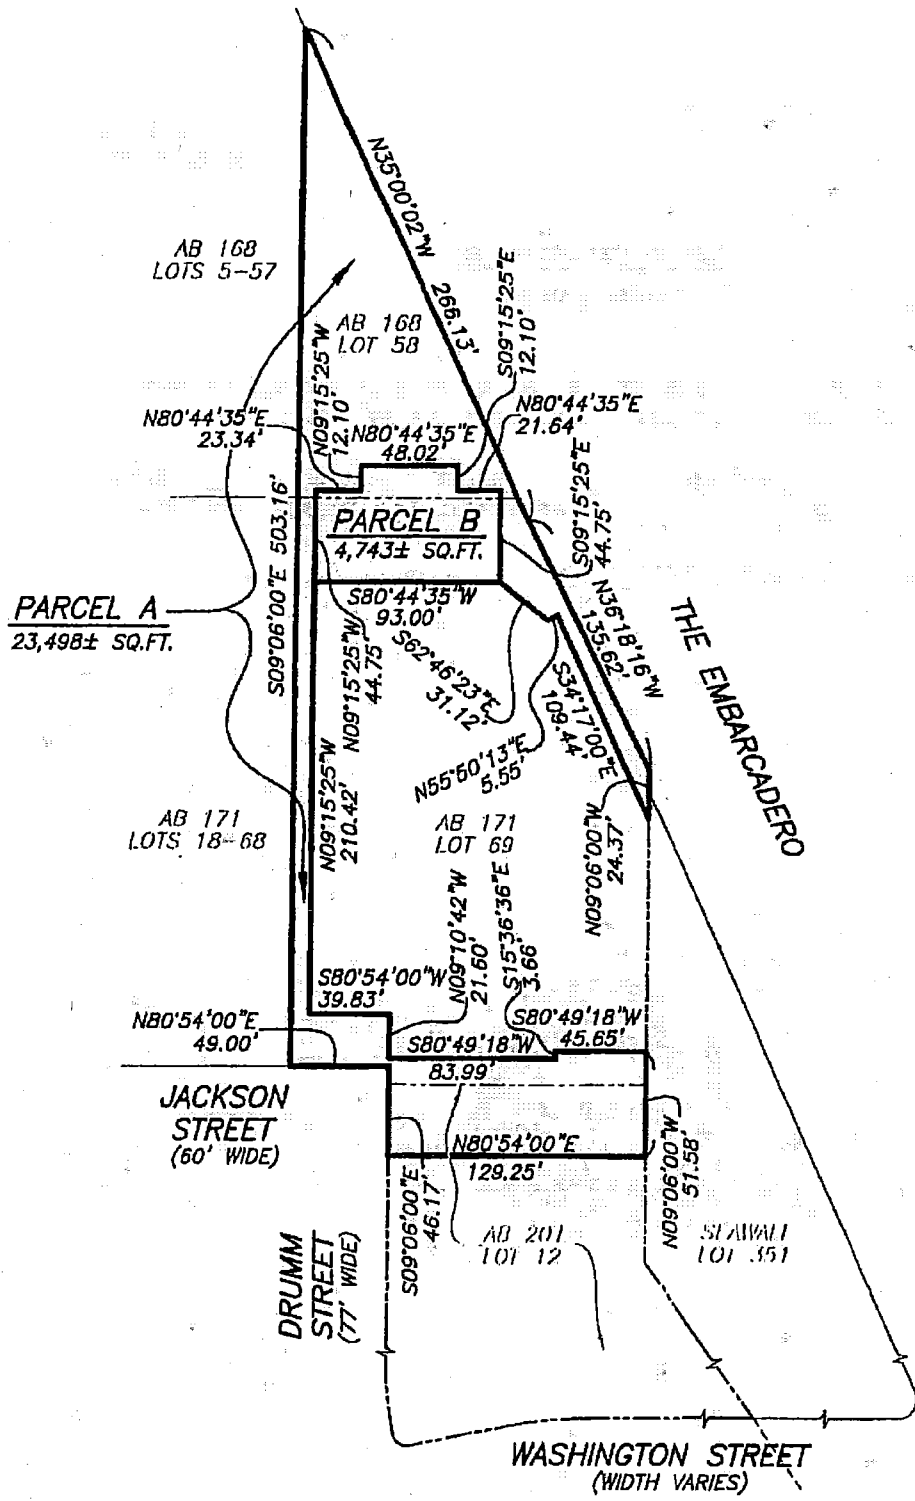 N35°00'02"W
266.13'
AB 168
LOTS 5-57
S09°15'25"E
12.10'
AB 168
LOT 58
N09°15'25"W
12.10'
N80°44'35"E
23.34'
N80°44'35"E
48.02'
N80°44'35"E
21.64'
S09°15'25"E
44.75'
PARCEL B
4,743± SQ.FT.
S09°06'00"E 503.16'
PARCEL A
23,498± SQ.FT.
S80°44'35"W
93.00'
N36°18'16"W
135.62'
THE EMBARCADERO
N09°15'25"W
44.75'
S62°46'23"E
31.12'
S34°17'00"E
109.44'
N55°50'13"E
5.55'
N09°15'25"W
210.42'
AB 171
LOTS 18-68
AB 171
LOT 69
N09°06'00"W
24.37'
N09°10'42"W
21.60'
S15°36'36"E
3.66'
S80°54'00"W
39.83'
N80°54'00"E
49.00'
S80°49'18"W
83.99'
S80°49'18"W
45.65'
JACKSON
STREET
(60' WIDE)
N80°54'00"E
129.25'
N09°06'00"W
51.58'
S09°06'00"E
46.17'
AB 201
LOT 12
SEAWALL
LOT 351
DRUMM
STREET
(77' WIDE)
WASHINGTON STREET
(WIDTH VARIES)